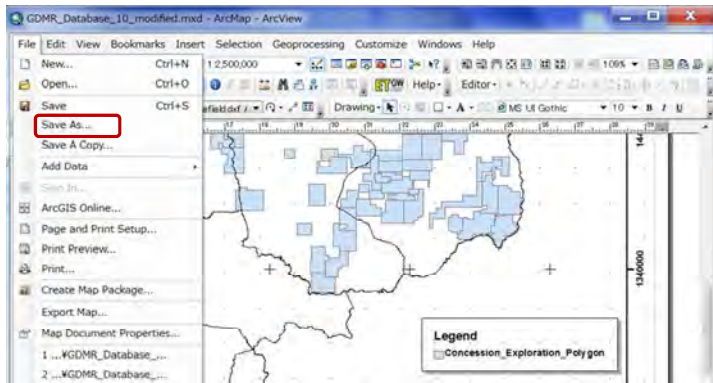 GDMR_Database_10_modified.mxd - ArcMap - ArcView
File Edit View Bookmarks Insert Selection Geoprocessing Customize Windows Help
New... Ctrl+N
1:2,500,000
109%
Open... Ctrl+O
Help
Editor
Save Ctrl+S
Drawing
A
MS UI Gothic
10
B I U
Save As...
Save A Copy...
Add Data
Sign In...
ArcGIS Online...
Page and Print Setup...
Print Preview...
Print...
1340000
Create Map Package...
Export Map...
Map Document Properties...
Legend
Concession_Exploration_Polygon
1 ...¥GDMR_Database_...
2 ...¥GDMR_Database_...